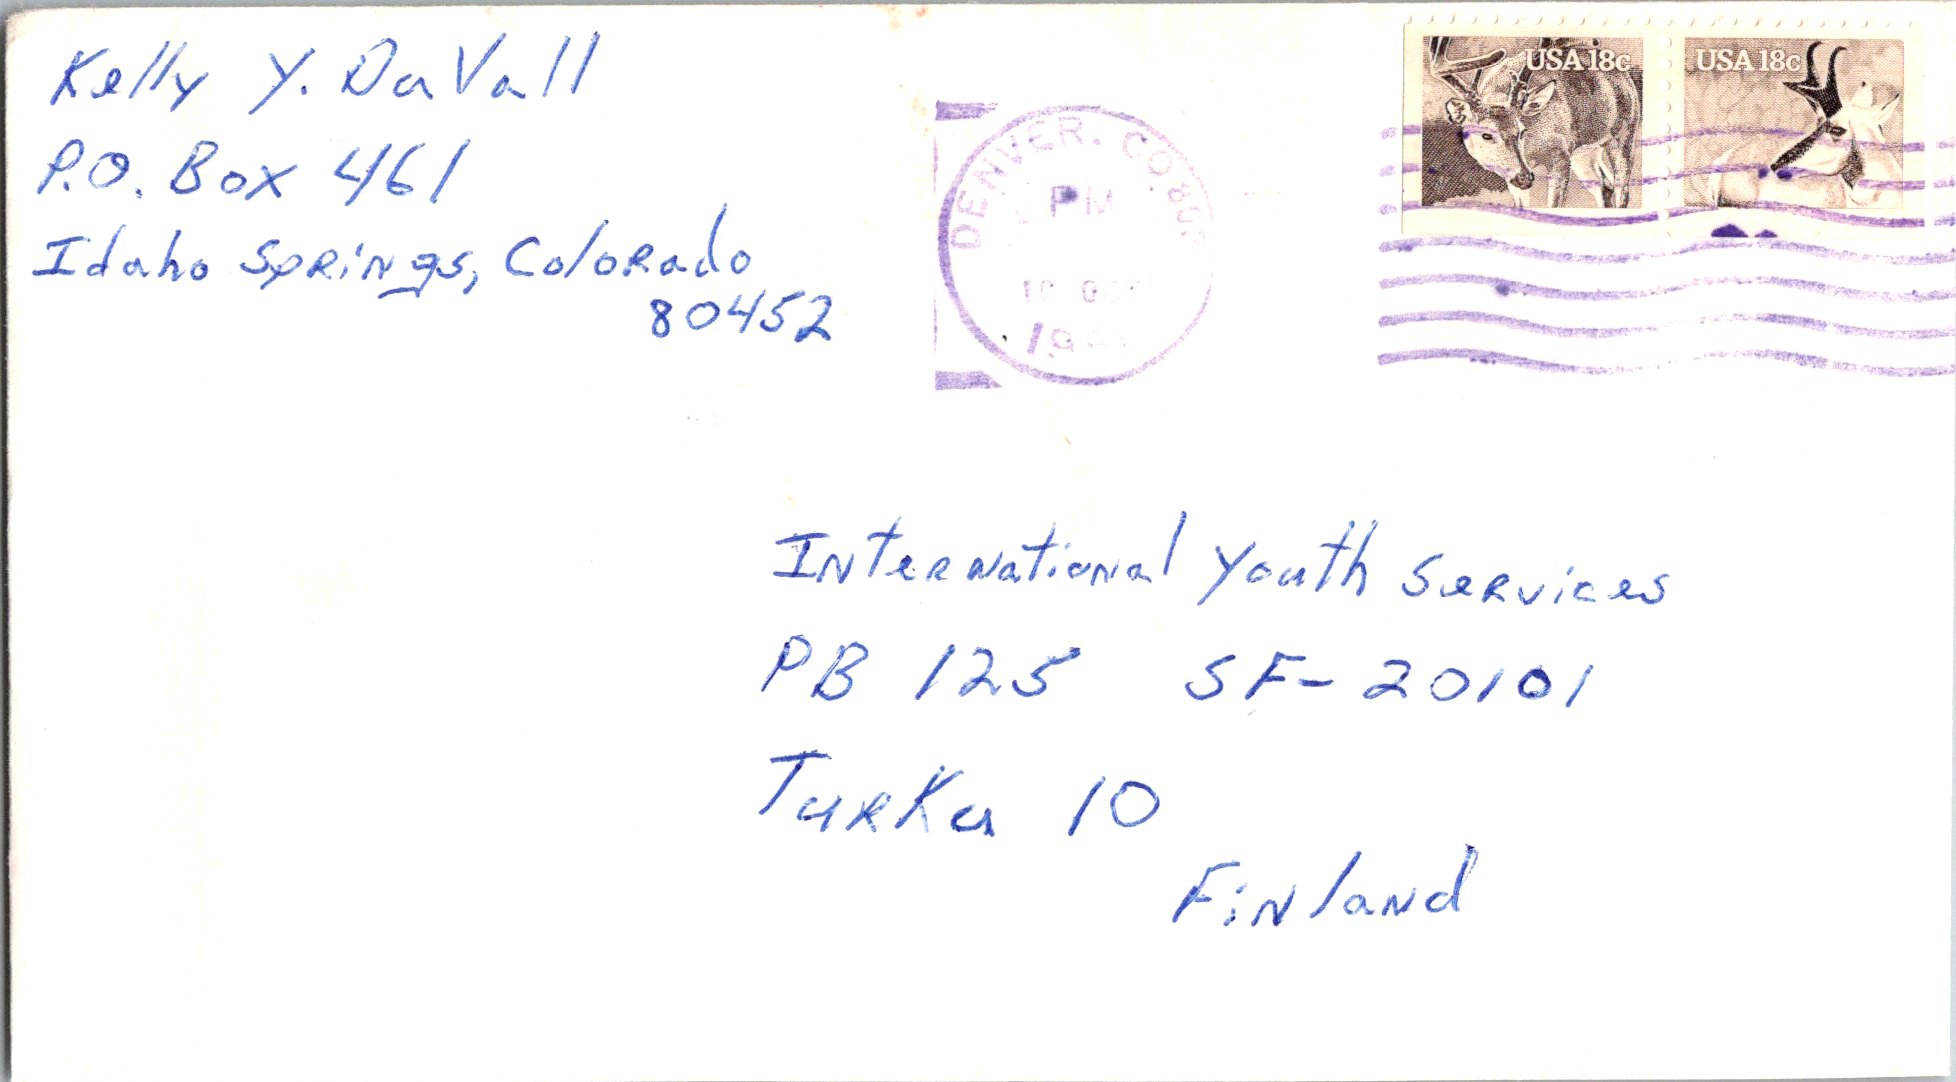 Kelly Y. DaVall
P.O. Box 461
Idaho Springs, Colorado
80452
USA 18c
USA 18c
DENVER, CO
PM
International Youth Services
PB 125 SF-20101
Turku 10
Finland